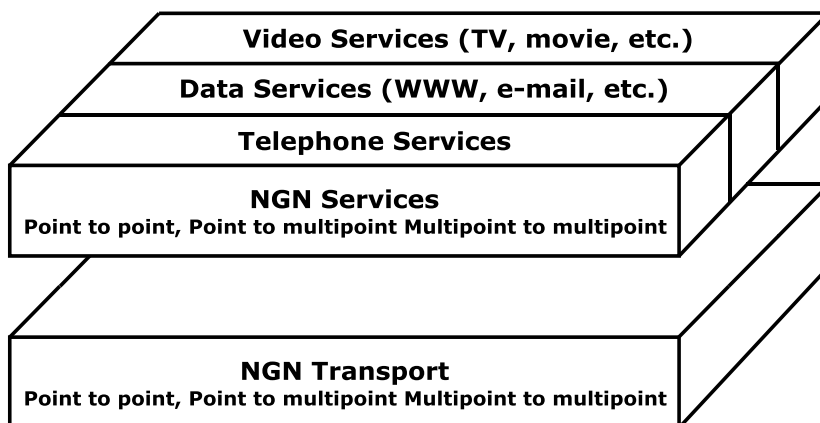 Video Services (TV, movie, etc.)
Data Services (WWW, e-mail, etc.)
Telephone Services
NGN Services
Point to point, Point to multipoint Multipoint to multipoint
NGN Transport
Point to point, Point to multipoint Multipoint to multipoint